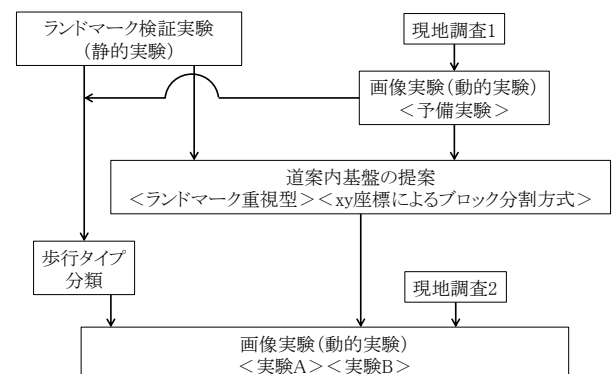 ランドマーク検証実験
(静的実験)
現地調査1
画像実験(動的実験)
<予備実験>
道案内基盤の提案
<ランドマーク重視型><xy座標によるブロック分割方式>
歩行タイプ
分類
現地調査2
画像実験(動的実験)
<実験A><実験B>